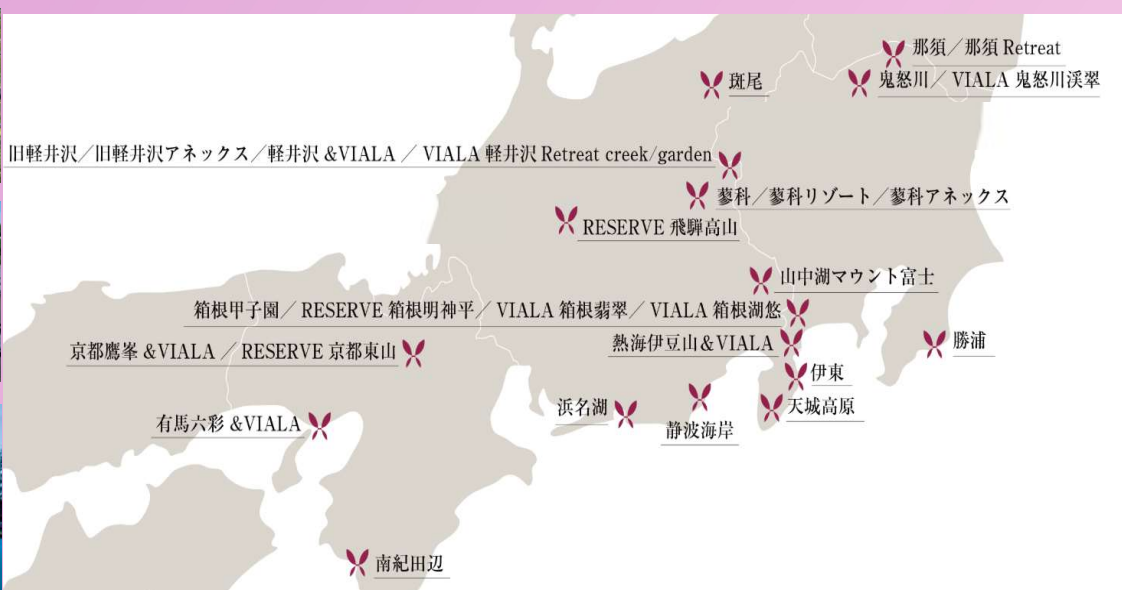 那須／那須 Retreat
斑尾
鬼怒川／ VIALA 鬼怒川渓翠
旧軽井沢／旧軽井沢アネックス／軽井沢 &VIALA ／ VIALA 軽井沢 Retreat creek/garden
蓼科／蓼科リゾート／蓼科アネックス
RESERVE 飛騨高山
山中湖マウント富士
箱根甲子園／ RESERVE 箱根明神平／ VIALA 箱根翡翠／ VIALA 箱根湖悠
京都鷹峯 &VIALA ／ RESERVE 京都東山
熱海伊豆山&VIALA
勝浦
伊東
浜名湖
天城高原
有馬六彩 &VIALA
静波海岸
南紀田辺